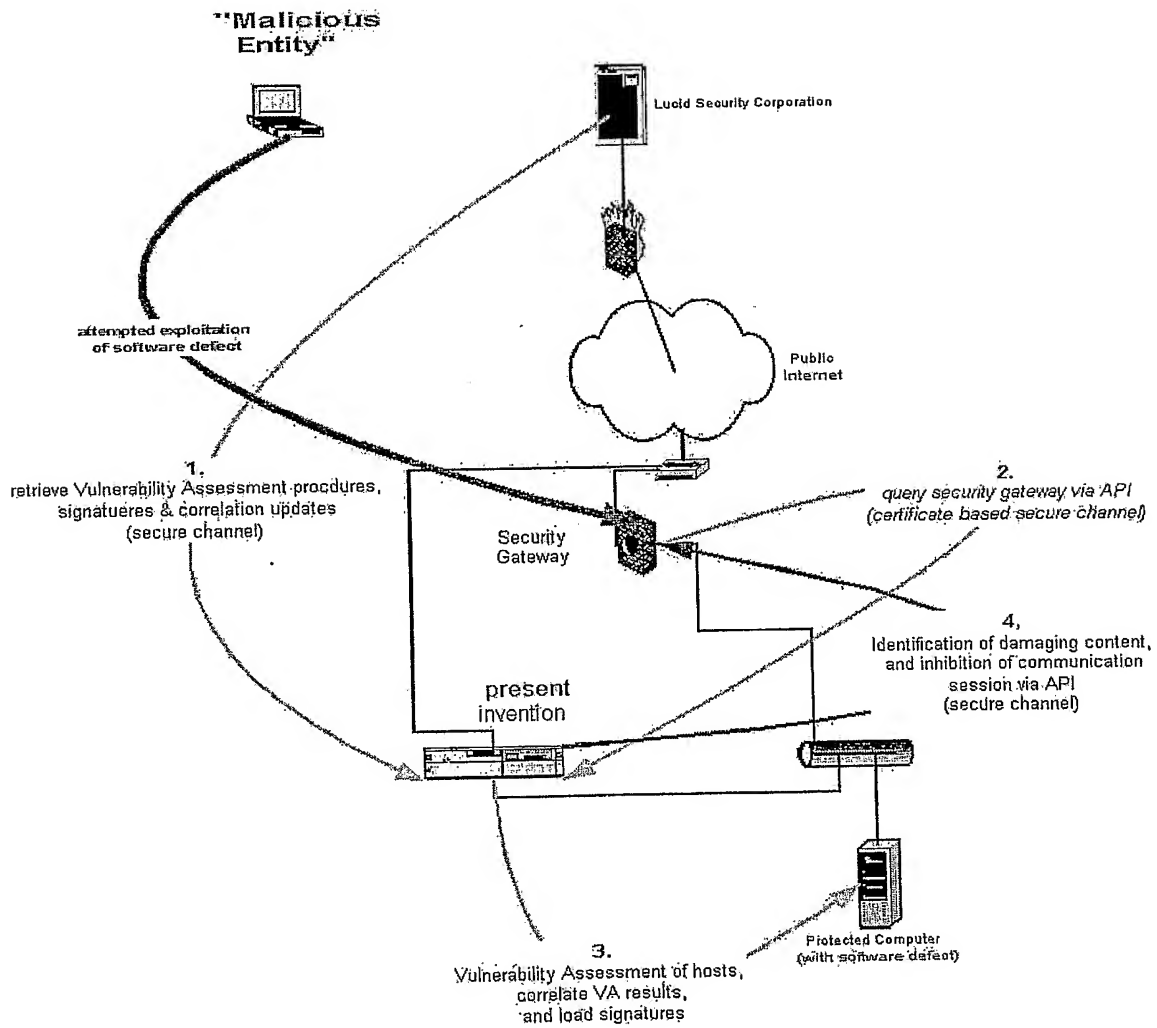 "Malicious
Entity"
Lucid Security Corporation
attempted exploitation
of software defect
Public
Internet
1.
retrieve Vulnerability Assessment procdures,
signatueres & correlation updates
(secure channel)
2.
query security gateway via API
(certificate based secure channel)
Security
Gateway
4.
Identification of damaging content,
and inhibition of communication
session via API
(secure channel)
present
invention
Protected Computer
(with software defect)
3.
Vulnerability Assessment of hosts,
correlate VA results,
and load signatures